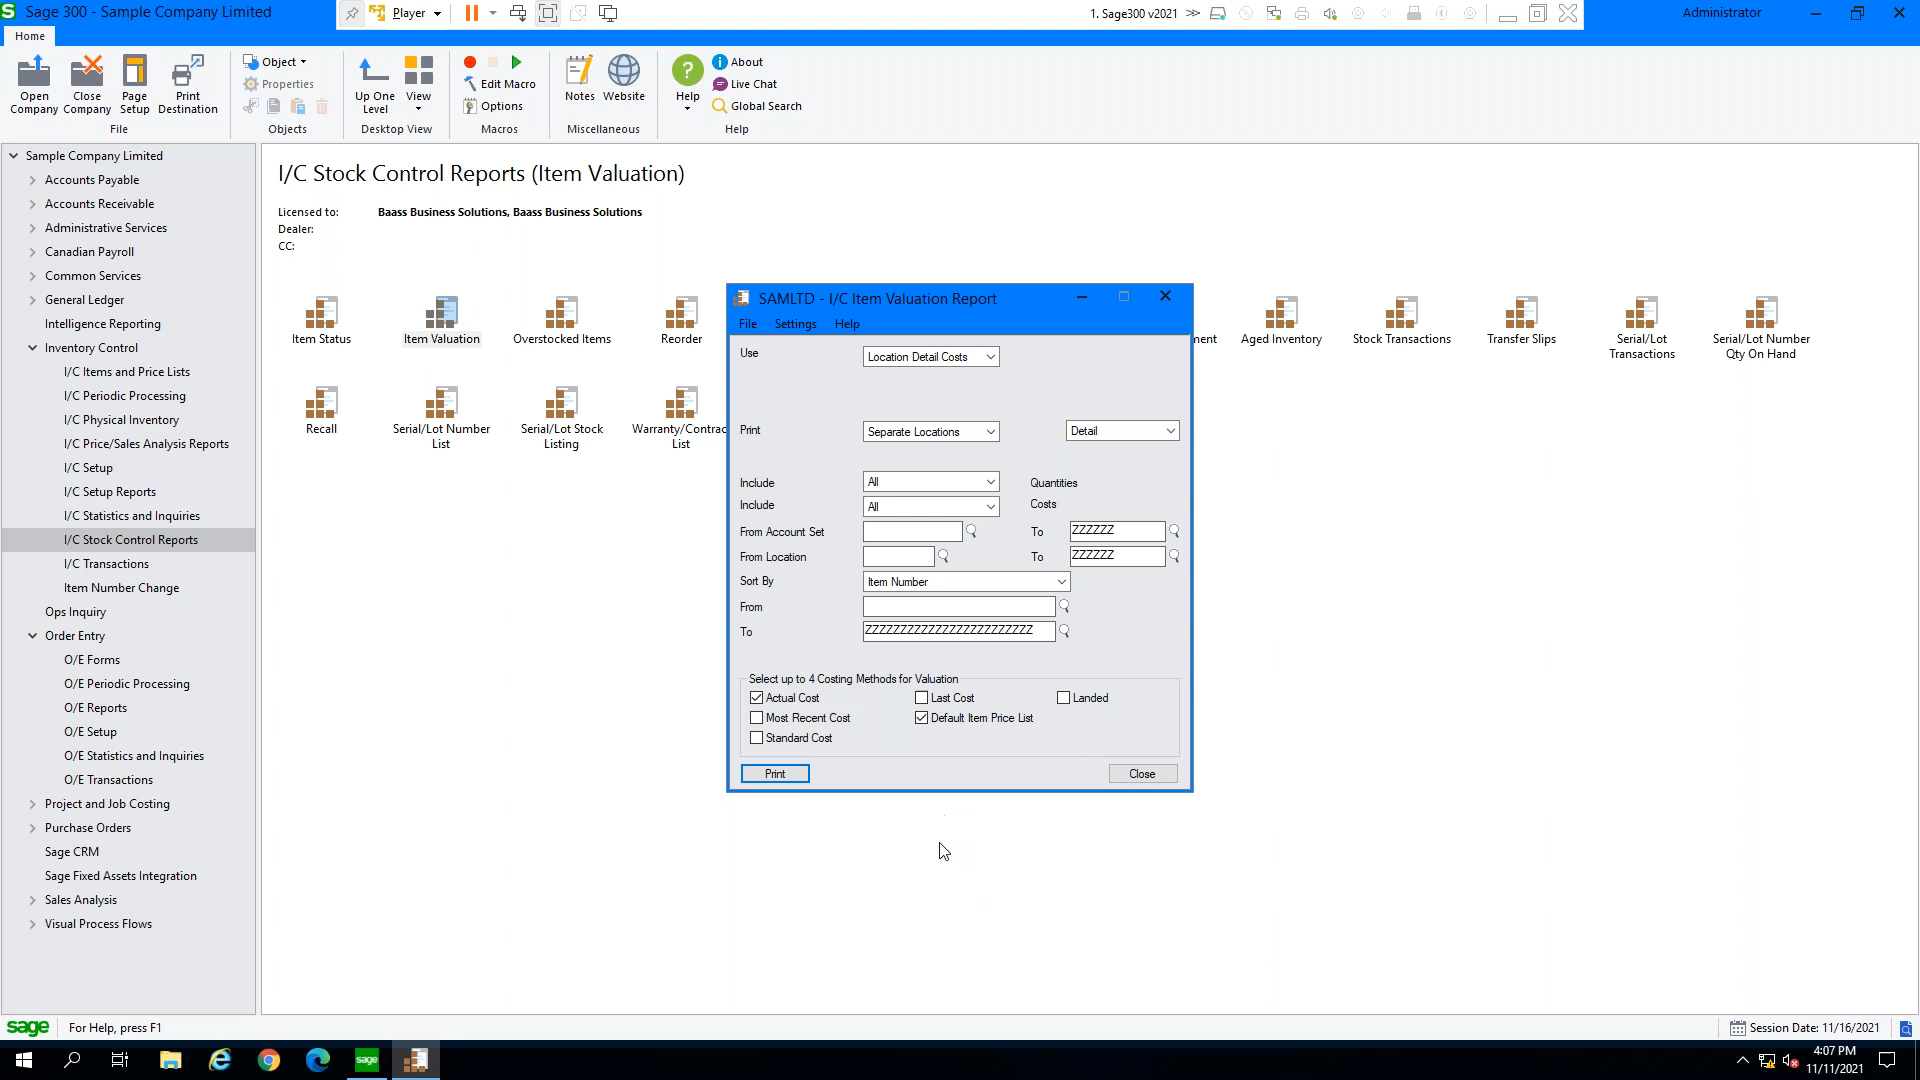 Sage 300 - Sample Company Limited
Player
1. Sage300 v2021
Administrator
Home
Open Company
Close Company
Page Setup
Print Destination
File
Object
Properties
Objects
Up One Level
View
Desktop View
Edit Macro
Options
Macros
Notes
Website
Miscellaneous
Help
About
Live Chat
Global Search
Help
Sample Company Limited
Accounts Payable
Accounts Receivable
Administrative Services
Canadian Payroll
Common Services
General Ledger
Intelligence Reporting
Inventory Control
I/C Items and Price Lists
I/C Periodic Processing
I/C Physical Inventory
I/C Price/Sales Analysis Reports
I/C Setup
I/C Setup Reports
I/C Statistics and Inquiries
I/C Stock Control Reports
I/C Transactions
Item Number Change
Ops Inquiry
Order Entry
O/E Forms
O/E Periodic Processing
O/E Reports
O/E Setup
O/E Statistics and Inquiries
O/E Transactions
Project and Job Costing
Purchase Orders
Sage CRM
Sage Fixed Assets Integration
Sales Analysis
Visual Process Flows
I/C Stock Control Reports (Item Valuation)
Licensed to: Baass Business Solutions, Baass Business Solutions
Dealer:
CC:
Item Status
Item Valuation
Overstocked Items
Reorder
ment
Aged Inventory
Stock Transactions
Transfer Slips
Serial/Lot Transactions
Serial/Lot Number Qty On Hand
Recall
Serial/Lot Number List
Serial/Lot Stock Listing
Warranty/Contrac List
SAMLTD - I/C Item Valuation Report
File Settings Help
Use Location Detail Costs
Print Separate Locations Detail
Include All Quantities
Include All Costs
From Account Set To ZZZZZZ
From Location To ZZZZZZ
Sort By Item Number
From
To ZZZZZZZZZZZZZZZZZZZZZZZZ
Select up to 4 Costing Methods for Valuation
Actual Cost Last Cost Landed
Most Recent Cost Default Item Price List
Standard Cost
Print Close
sage For Help, press F1
Session Date: 11/16/2021
sage
4:07 PM
11/11/2021